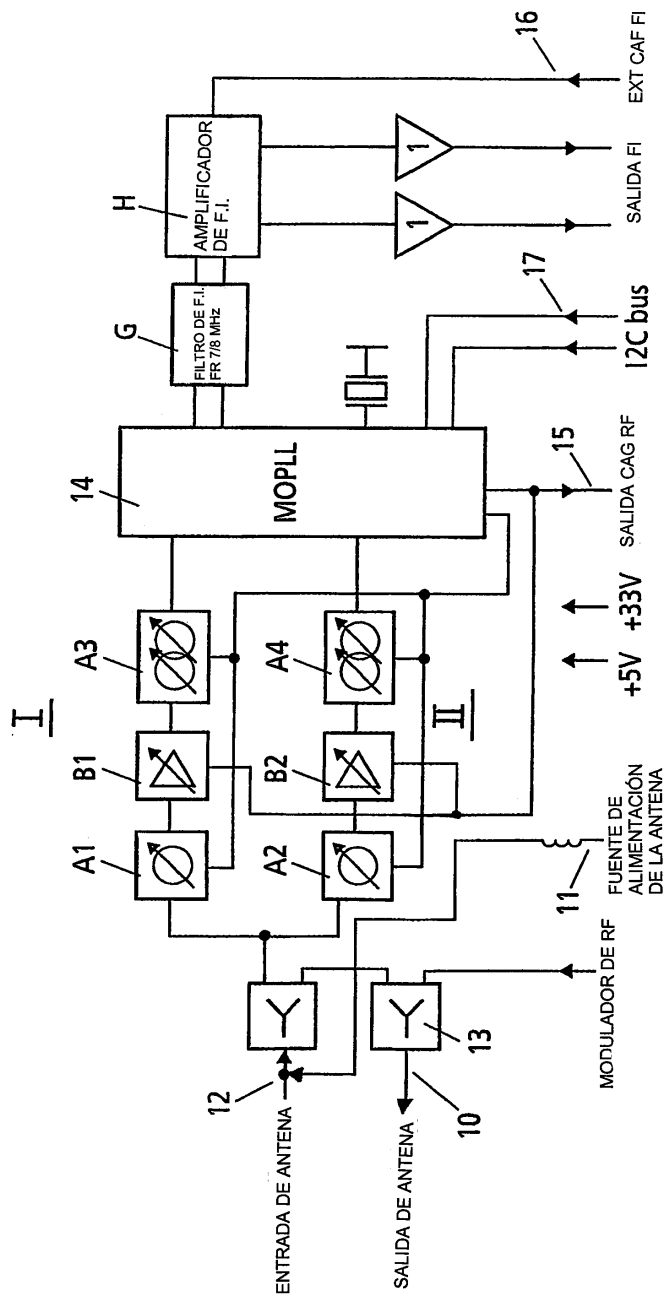 I
H
AMPLIFICADOR
DE F.I.
G
FILTRO DE F.I.
FR 7/8 MHz
14
MOPLL
A3
B1
A1
A4
B2
A2
II
1
1
16
EXT CAF FI
SALIDA FI
17
I2C bus
15
SALIDA CAG RF
+33V
+5V
FUENTE DE
ALIMENTACIÓN
DE LA ANTENA
11
MODULADOR DE RF
13
12
10
ENTRADA DE ANTENA
SALIDA DE ANTENA